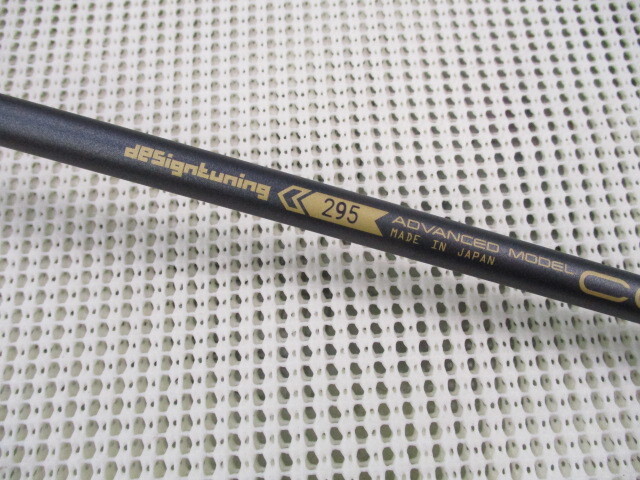 designtuning 295 ADVANCED MODEL
MADE IN JAPAN